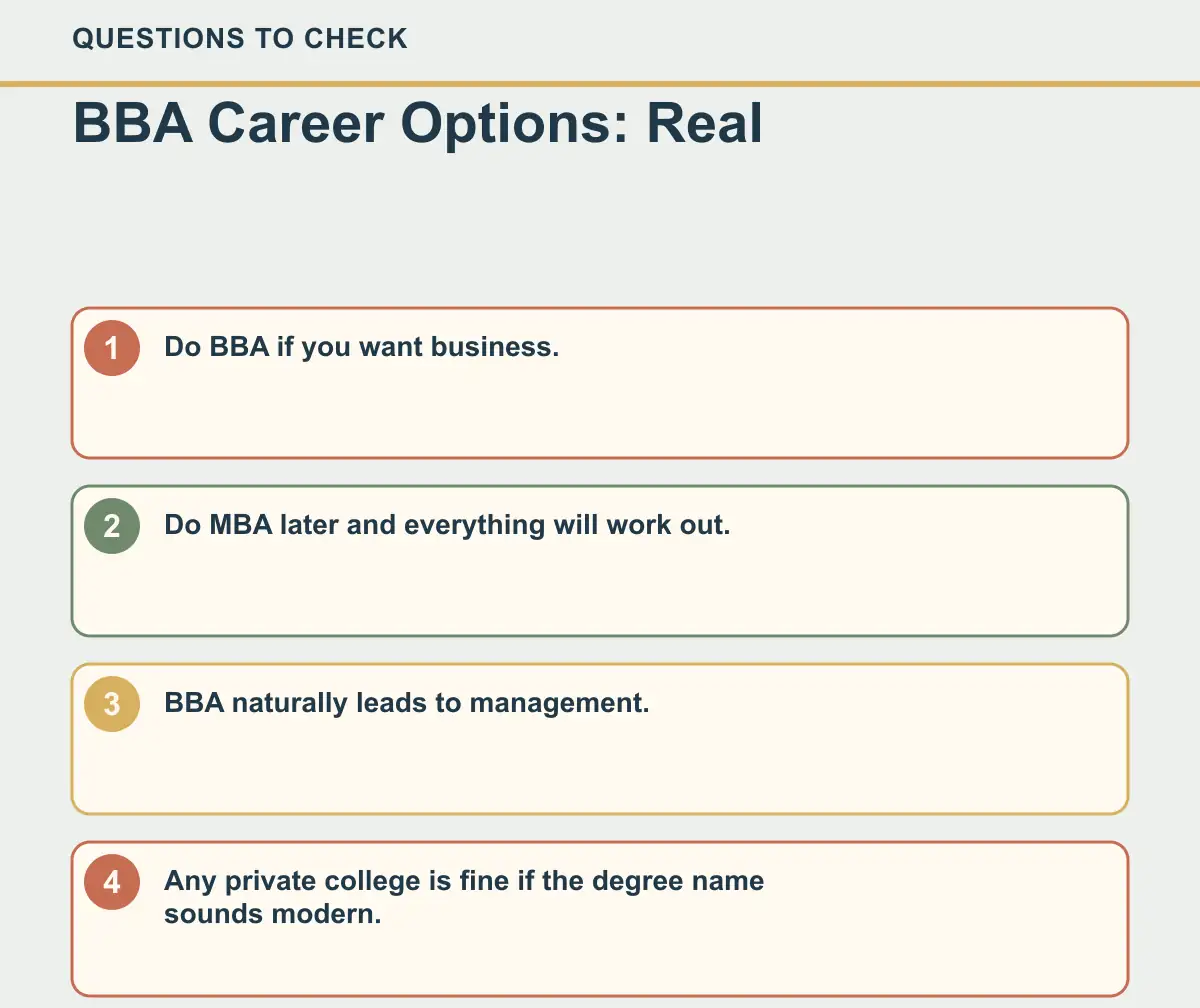 QUESTIONS TO CHECK
BBA Career Options: Real
1
Do BBA if you want business.
2
Do MBA later and everything will work out.
3
BBA naturally leads to management.
4
Any private college is fine if the degree name
sounds modern.